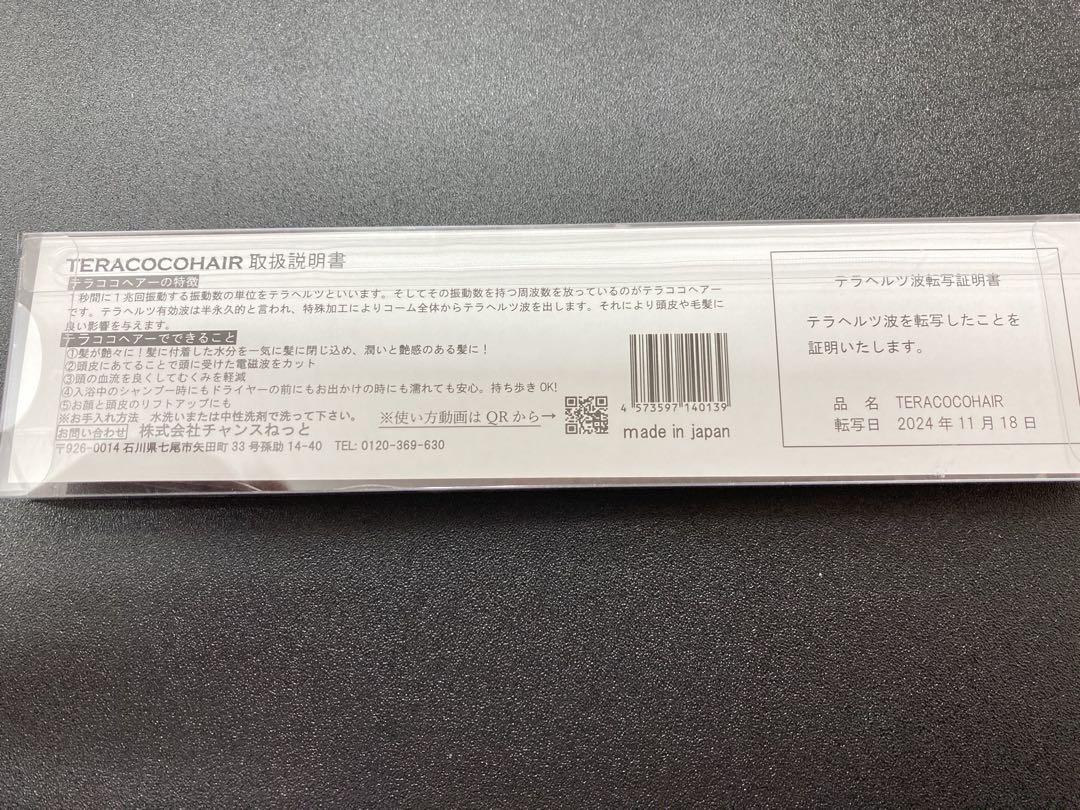 TERACOCOHAIR 取扱説明書
テラココヘアーの特徴
1秒間に1兆回振動する振動数の単位をテラヘルツといいます。そしてその振動数を持つ周波数を放っているのがテラココヘアー
です。テラヘルツ有効波は半永久的と言われ、特殊加工によりコーム全体からテラヘルツ波を出します。それにより頭皮や毛髪に
良い影響を与えます。
テラココヘアーでできること
①髪が艶々に!髪に付着した水分を一気に髪に閉じ込め、潤いと艶感のある髪に!
②頭皮にあてることで頭に受けた電磁波をカット
③頭の血流を良くしてむくみを軽減
④入浴中のシャンプー時にもドライヤーの前にもお出かけの時にも濡れても安心。持ち歩きOK!
⑤お顔と頭皮のリフトアップにも
※お手入れ方法 水洗いまたは中性洗剤で洗って下さい。
※使い方動画はQRから→
お問い合わせ 株式会社チャンスねっと
〒926-0014 石川県七尾市矢田町33号孫助14-40 TEL: 0120-369-630
4 573597 140139
made in japan
テラヘルツ波転写証明書
テラヘルツ波を転写したことを
証明いたします。
品 名 TERACOCOHAIR
転写日 2024年11月18日